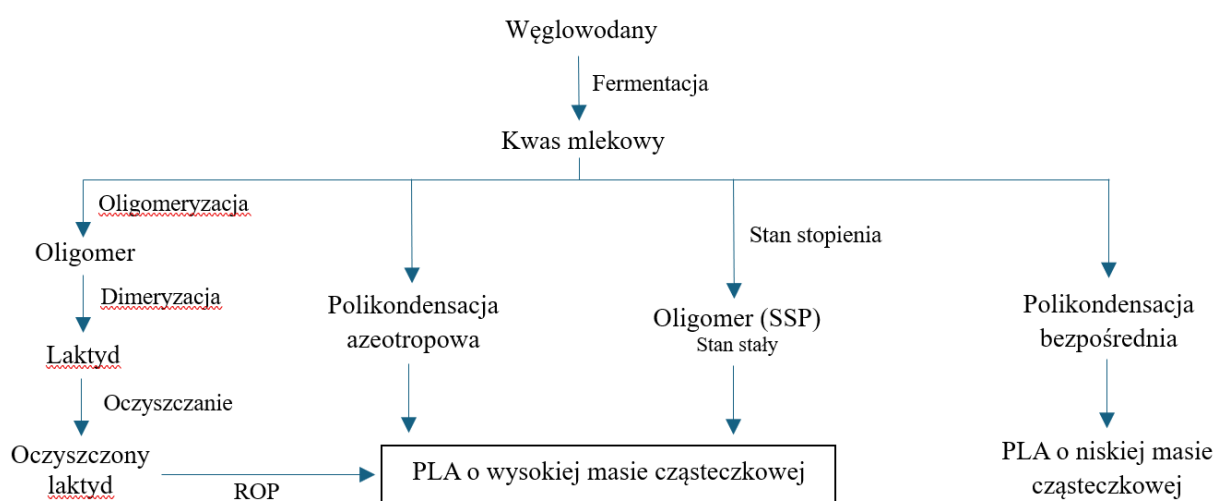 Węglowodany
Fermentacja
Kwas mlekowy
Oligomeryzacja
Oligomer
Stan stopienia
Dimeryzacja
Polikondensacja
azeotropowa
Oligomer (SSP)
Stan stały
Polikondensacja
bezpośrednia
Laktyd
Oczyszczanie
Oczyszczony
laktyd
ROP
PLA o wysokiej masie cząsteczkowej
PLA o niskiej masie
cząsteczkowej